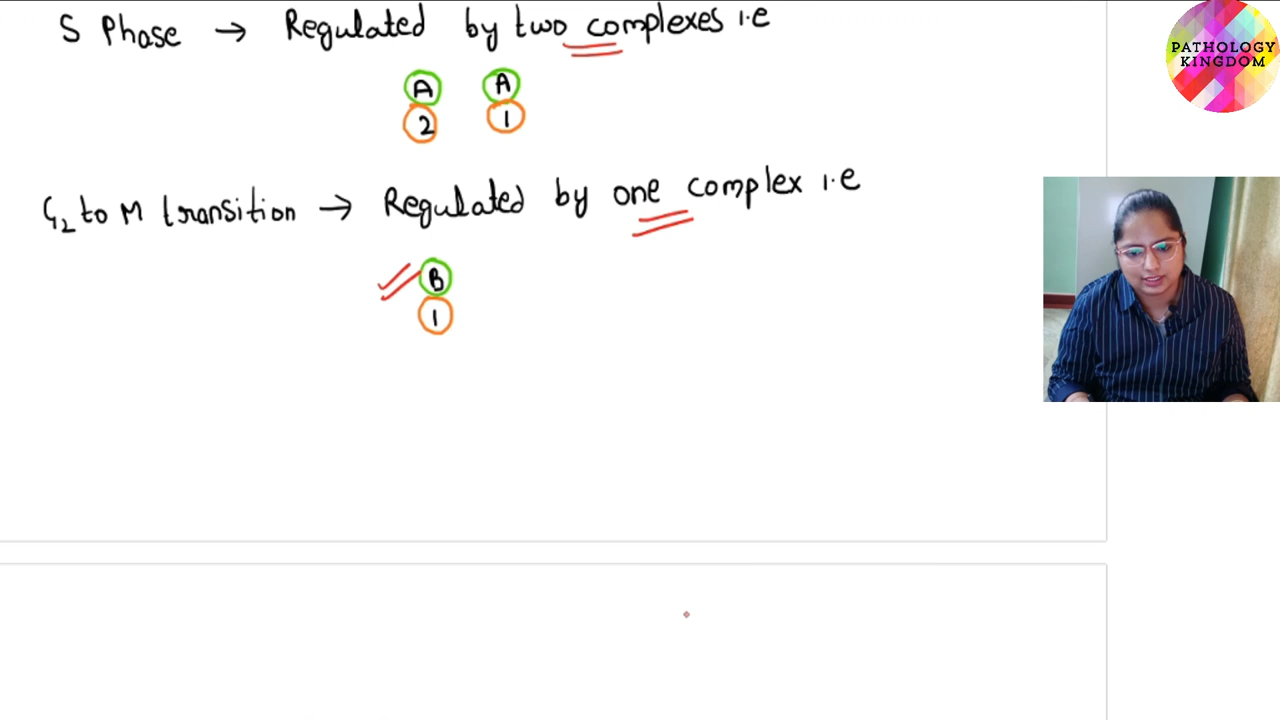 S Phase → Regulated by two complexes i.e
A A
2 1
G2 to M transition → Regulated by one complex i.e
B
1
PATHOLOGY
KINGDOM